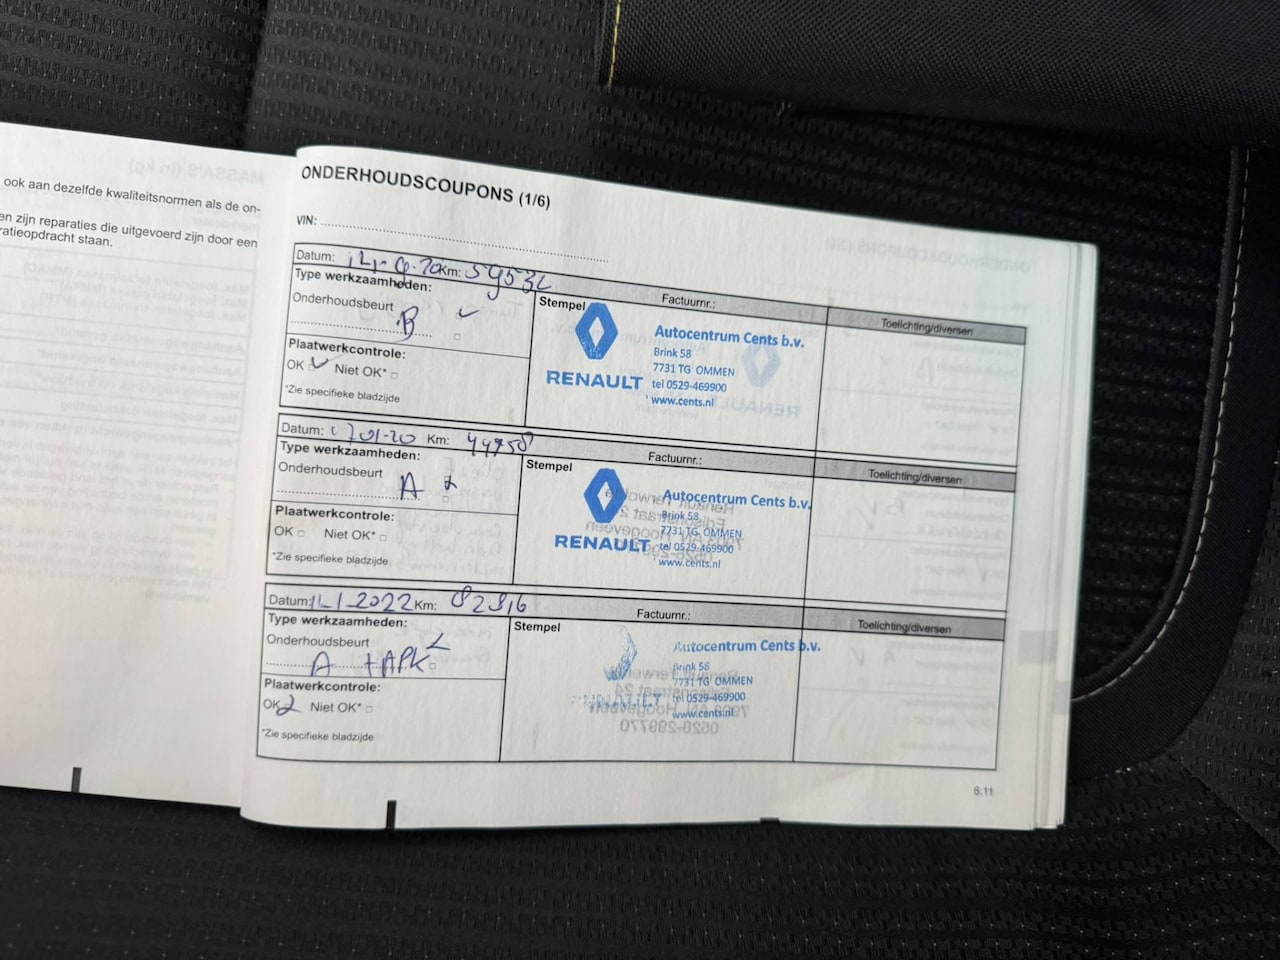 ook aan dezelfde kwaliteitsnormen als de on-
en zijn reparaties die uitgevoerd zijn door een
ratieopdracht staan.
ONDERHOUDSCOUPONS (1/6)
VIN:
Datum: Km:
Type werkzaamheden:
Onderhoudsbeurt
B
Plaatwerkcontrole:
OK Niet OK*
*Zie specifieke bladzijde
Factuurnr.:
Stempel
RENAULT
Autocentrum Cents b.v.
Brink 58
7731 TG OMMEN
tel 0529-469900
www.cents.nl
Toelichting/diversen
Datum: 01-20 Km: 44758
Type werkzaamheden:
Onderhoudsbeurt
A
Plaatwerkcontrole:
OK Niet OK*
*Zie specifieke bladzijde
Factuurnr.:
Stempel
RENAULT
Autocentrum Cents b.v.
Brink 58
7731 TG OMMEN
tel 0529-469900
www.cents.nl
Toelichting/diversen
Datum: 2022 Km:
Type werkzaamheden:
Onderhoudsbeurt
A + APK
Plaatwerkcontrole:
OK Niet OK*
*Zie specifieke bladzijde
Factuurnr.:
Stempel
RENAULT
Autocentrum Cents b.v.
Brink 58
7731 TG OMMEN
tel 0529-469900
www.cents.nl
Toelichting/diversen
6.11